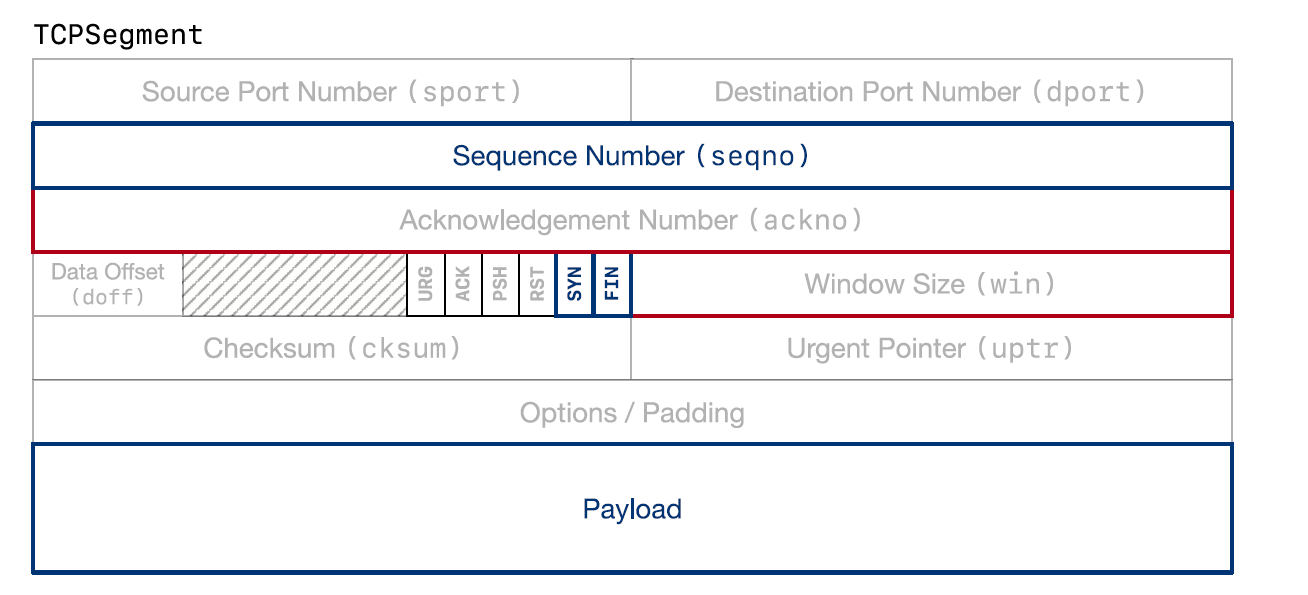 TCPSegment
Source Port Number (sport)
Destination Port Number (dport)
Sequence Number (seqno)
Acknowledgement Number (ackno)
Data Offset
(doff)
URG
ACK
PSH
RST
SYN
FIN
Window Size (win)
Checksum (cksum)
Urgent Pointer (uptr)
Options / Padding
Payload